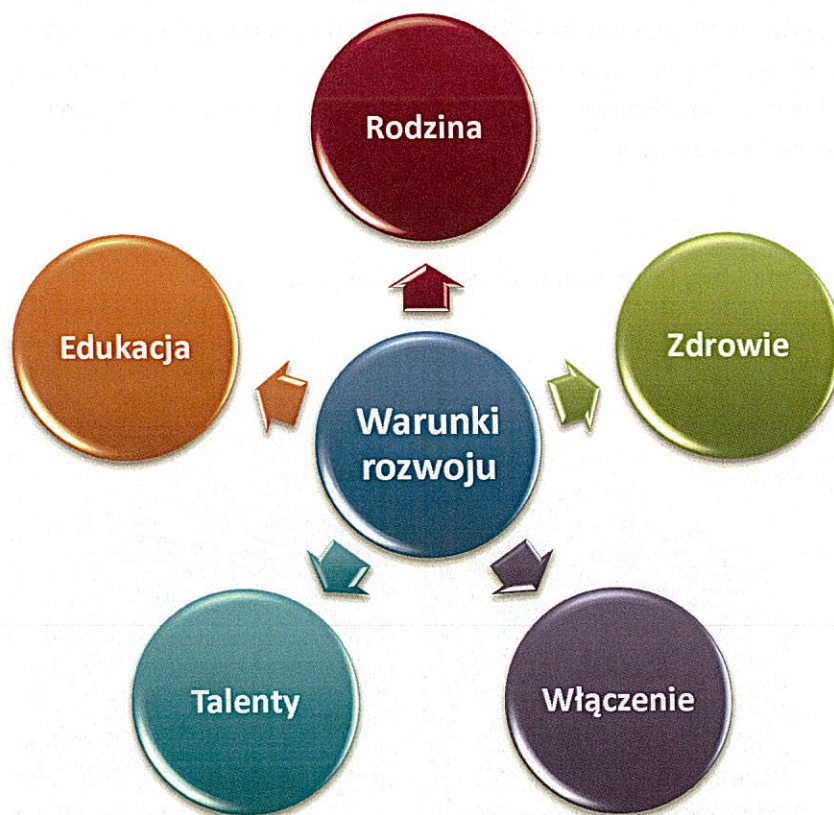 Rodzina
Edukacja
Zdrowie
Warunki
rozwoju
Talenty
Włączenie